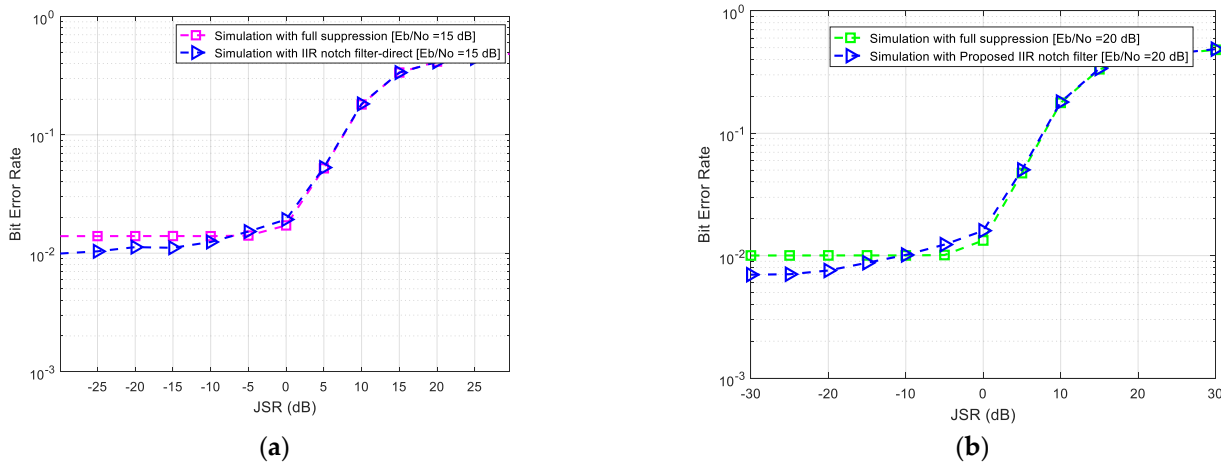 Simulation with full suppression [Eb/No =15 dB]
Simulation with IIR notch filter-direct [Eb/No =15 dB]
Bit Error Rate
10^0
10^-1
10^-2
10^-3
-25 -20 -15 -10 -5 0 5 10 15 20 25
JSR (dB)
(a)
Simulation with full suppression [Eb/No =20 dB]
Simulation with Proposed IIR notch filter [Eb/No =20 dB]
Bit Error Rate
10^0
10^-1
10^-2
10^-3
-30 -20 -10 0 10 20 30
JSR (dB)
(b)